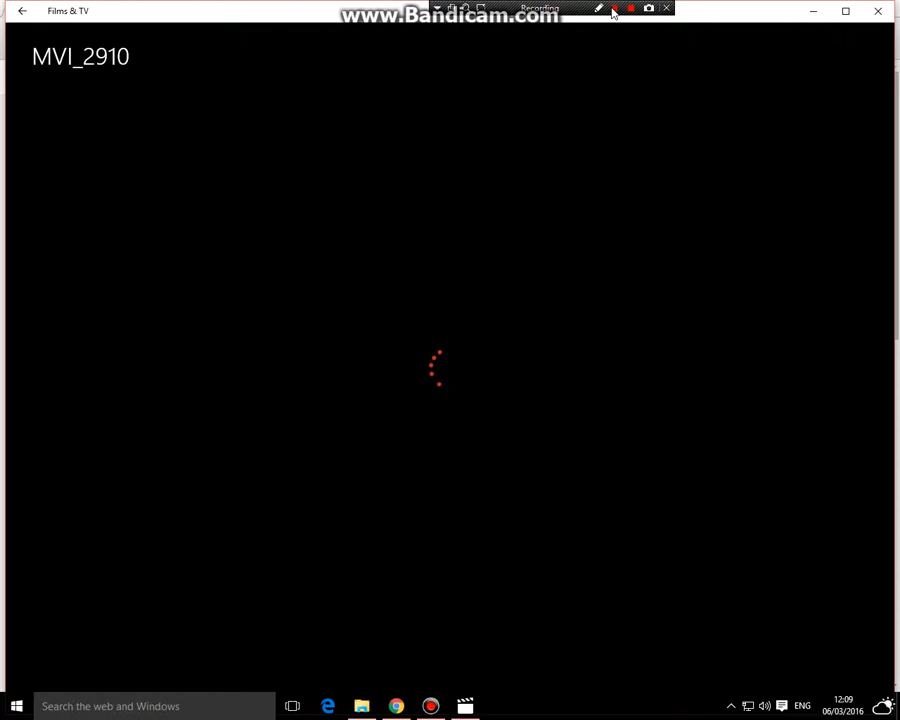 Films & TV
www.Bandicam.com
Recording
MVI_2910
Search the web and Windows
ENG
12:09
06/03/2016